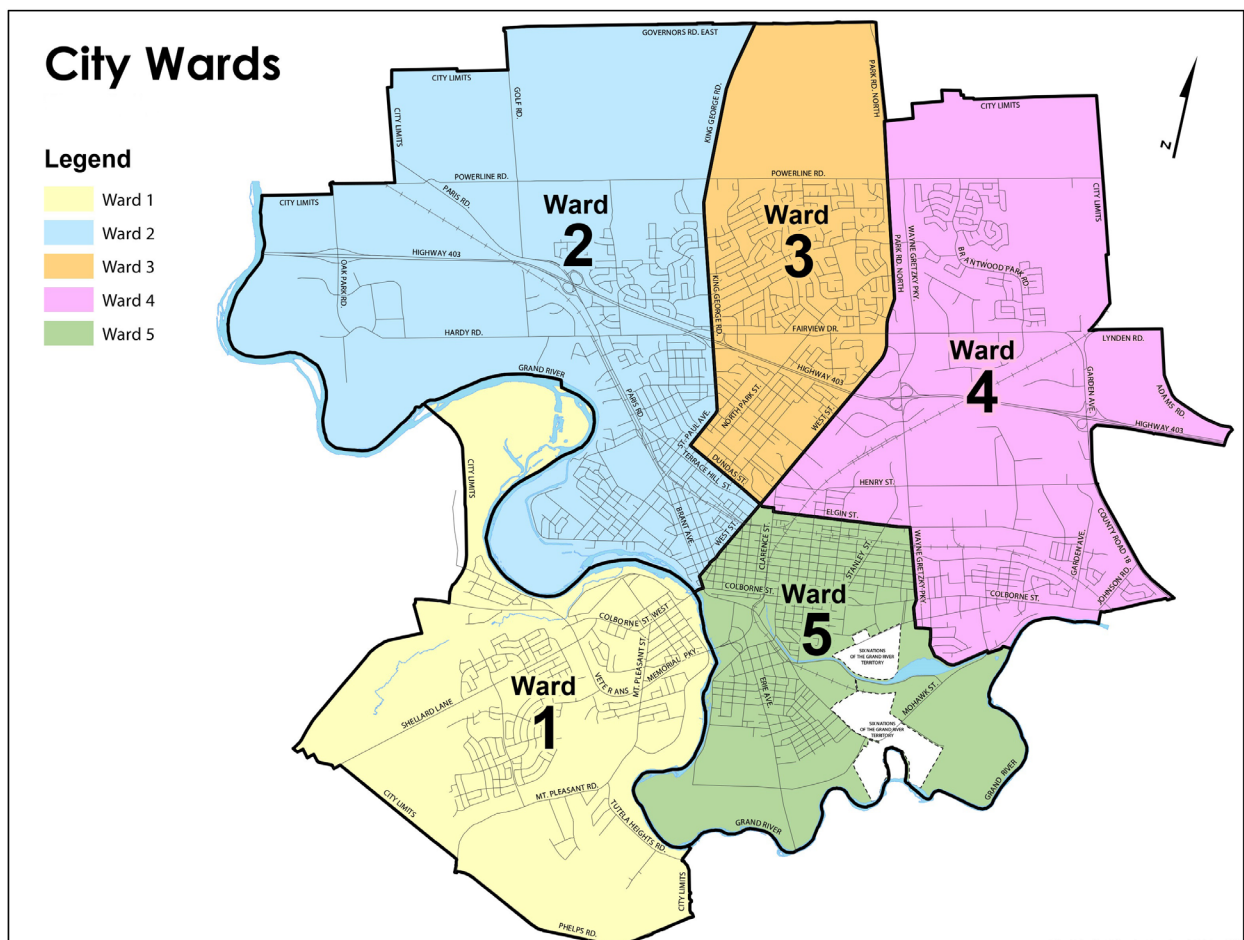 City Wards
Legend
Ward 1
Ward 2
Ward 3
Ward 4
Ward 5
N
GOVERNORS RD. EAST
CITY LIMITS
CITY LIMITS
GOLF RD.
KING GEORGE RD.
PARK RD. NORTH
CITY LIMITS
POWERLINE RD.
POWERLINE RD.
CITY LIMITS
PARIS RD.
CITY LIMITS
Ward
2
Ward
3
HIGHWAY 403
OAK PARK RD.
KING GEORGE RD.
PARK RD. NORTH
WAYNE GRETZKY PKY.
BRANTWOOD PARK RD.
HARDY RD.
FAIRVIEW DR.
LYNDEN RD.
Ward
4
GRAND RIVER
HIGHWAY 403
GARDEN AVE.
ADAMS RD.
HIGHWAY 403
PARIS RD
NORTH PARK ST.
WEST ST.
ST. PAUL AVE.
DUNDAS ST.
TERRACE HILL ST
CITY LIMITS
HENRY ST.
ELGIN ST.
BRANT AVE.
WEST ST.
CLARENCE ST.
STANLEY ST.
WAYNE GRETZKY PKY
GARDEN AVE.
COUNTY ROAD 18
JOHNSON RD.
COLBORNE ST.
COLBORNE ST.
Ward
5
COLBORNE ST. WEST
MT. PLEASANT ST.
VETERANS MEMORIAL PKY
SIX NATIONS
OF THE GRAND RIVER
TERRITORY
Ward
1
SHELLARD LANE
ERIE AVE.
MOHAWK ST.
SIX NATIONS
OF THE GRAND RIVER
TERRITORY
MT. PLEASANT RD.
CITY LIMITS
TUTELA HEIGHTS RD.
GRAND RIVER
GRAND RIVER
CITY LIMITS
PHELPS RD.